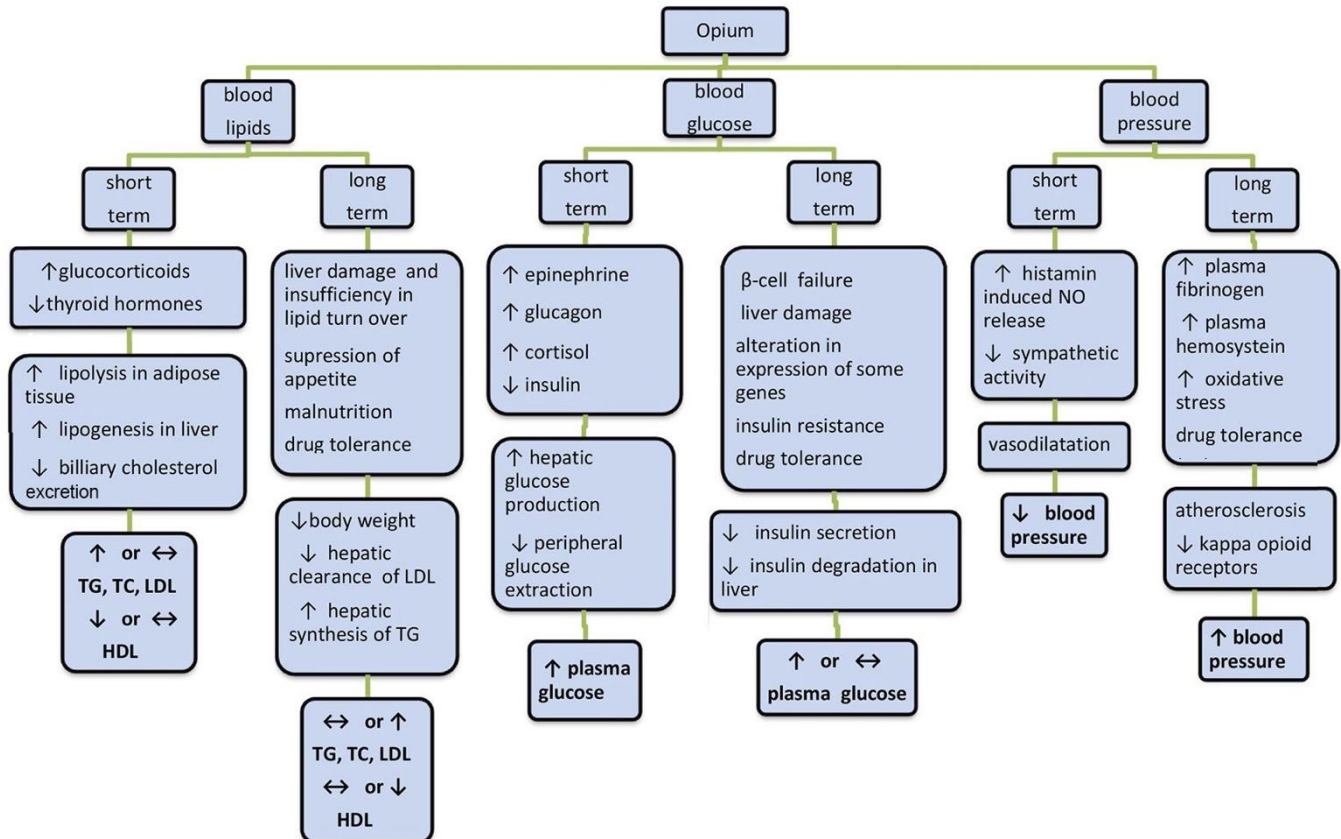 Opium
blood
lipids
blood
glucose
blood
pressure
short
term
long
term
short
term
long
term
short
term
long
term
↑glucocorticoids
↓thyroid hormones
↑ lipolysis in adipose
tissue
↑ lipogenesis in liver
↓ billiary cholesterol
excretion
↑ or ↔
TG, TC, LDL
↓ or ↔
HDL
liver damage and
insufficiency in
lipid turn over
supression of
appetite
malnutrition
drug tolerance
↓body weight
↓ hepatic
clearance of LDL
↑ hepatic
synthesis of TG
↔ or ↑
TG, TC, LDL
↔ or ↓
HDL
↑ epinephrine
↑ glucagon
↑ cortisol
↓ insulin
↑ hepatic
glucose
production
↓ peripheral
glucose
extraction
↑ plasma
glucose
β-cell failure
liver damage
alteration in
expression of some
genes
insulin resistance
drug tolerance
↓ insulin secretion
↓ insulin degradation in
liver
↑ or ↔
plasma glucose
↑ histamin
induced NO
release
↓ sympathetic
activity
vasodilatation
↓ blood
pressure
↑ plasma
fibrinogen
↑ plasma
hemosystein
↑ oxidative
stress
drug tolerance
atherosclerosis
↓ kappa opioid
receptors
↑ blood
pressure